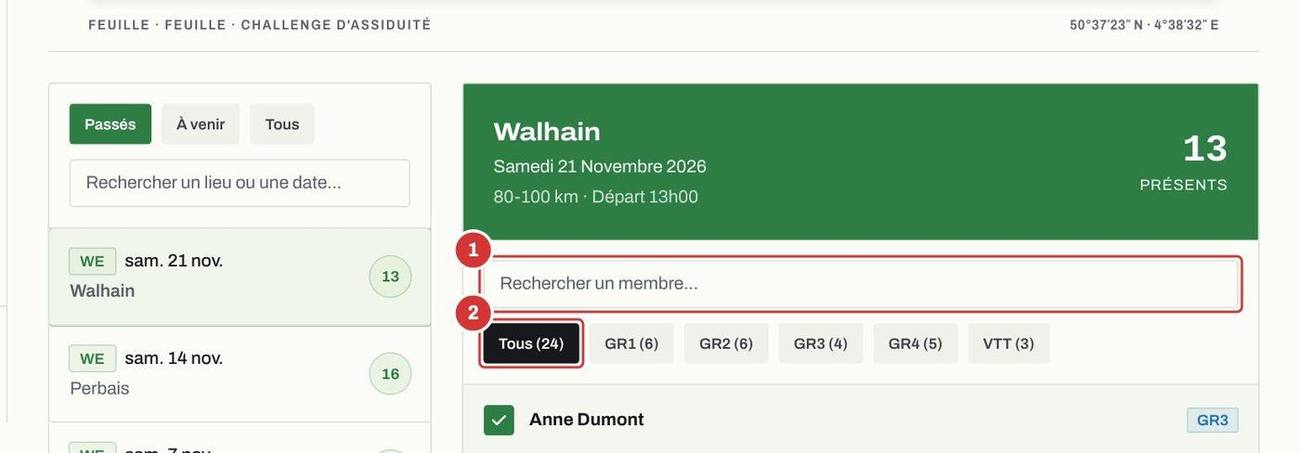 FEUILLE · FEUILLE · CHALLENGE D'ASSIDUITÉ
50°37′23″ N · 4°38′32″ E
Passés
À venir
Tous
Rechercher un lieu ou une date...
WE sam. 21 nov.
Walhain
13
WE sam. 14 nov.
Perbais
16
WE sam. 7 nov.
Walhain
Samedi 21 Novembre 2026
80-100 km · Départ 13h00
13
PRÉSENTS
1
Rechercher un membre...
2
Tous (24)
GR1 (6)
GR2 (6)
GR3 (4)
GR4 (5)
VTT (3)
Anne Dumont
GR3